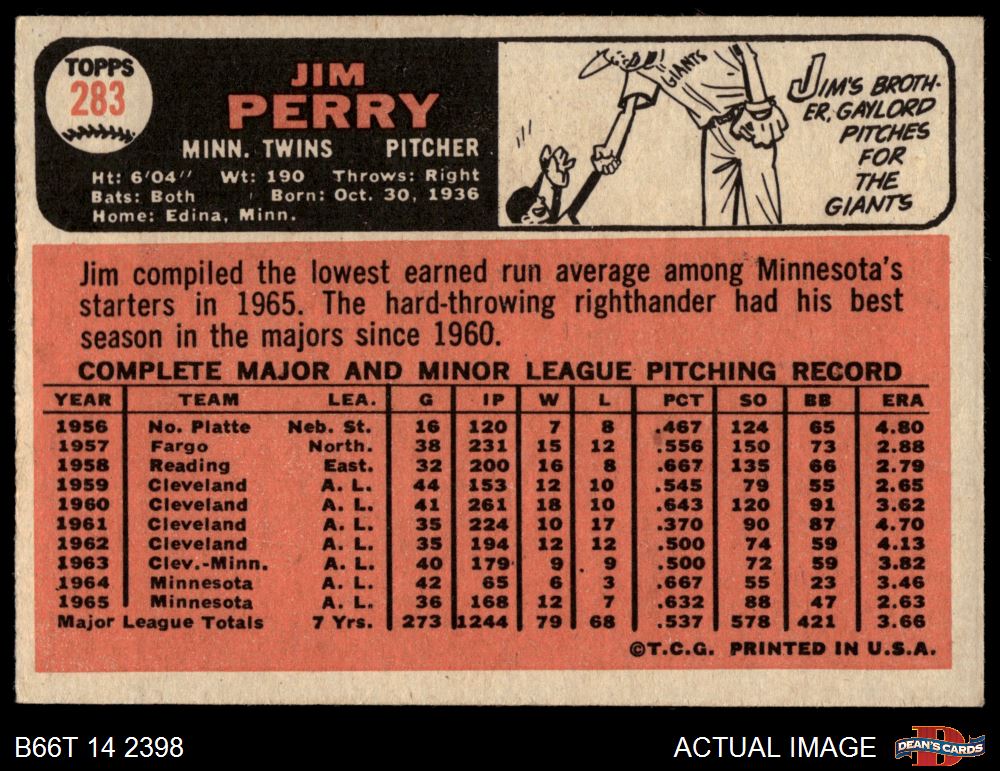 TOPPS
283
JIM
PERRY
MINN. TWINS PITCHER
Ht: 6'04" Wt: 190 Throws: Right
Bats: Both Born: Oct. 30, 1936
Home: Edina, Minn.
GIANTS
JIM'S BROTH-
ER, GAYLORD
PITCHES
FOR
THE
GIANTS
Jim compiled the lowest earned run average among Minnesota's
starters in 1965. The hard-throwing righthander had his best
season in the majors since 1960.
COMPLETE MAJOR AND MINOR LEAGUE PITCHING RECORD
YEAR TEAM LEA. G IP W L PCT SO BB ERA
1956 No. Platte Neb. St. 16 120 7 8 .467 124 65 4.80
1957 Fargo North. 38 231 15 12 .556 150 73 2.88
1958 Reading East. 32 200 16 8 .667 135 66 2.79
1959 Cleveland A. L. 44 153 12 10 .545 79 55 2.65
1960 Cleveland A. L. 41 261 18 10 .643 120 91 3.62
1961 Cleveland A. L. 35 224 10 17 .370 90 87 4.70
1962 Cleveland A. L. 35 194 12 12 .500 74 59 4.13
1963 Clev.-Minn. A. L. 40 179 9 9 .500 72 59 3.82
1964 Minnesota A. L. 42 65 6 3 .667 55 23 3.46
1965 Minnesota A. L. 36 168 12 7 .632 88 47 2.63
Major League Totals 7 Yrs. 273 1244 79 68 .537 578 421 3.66
©T.C.G. PRINTED IN U.S.A.
B66T 14 2398
ACTUAL IMAGE
D
DEAN'S CARDS